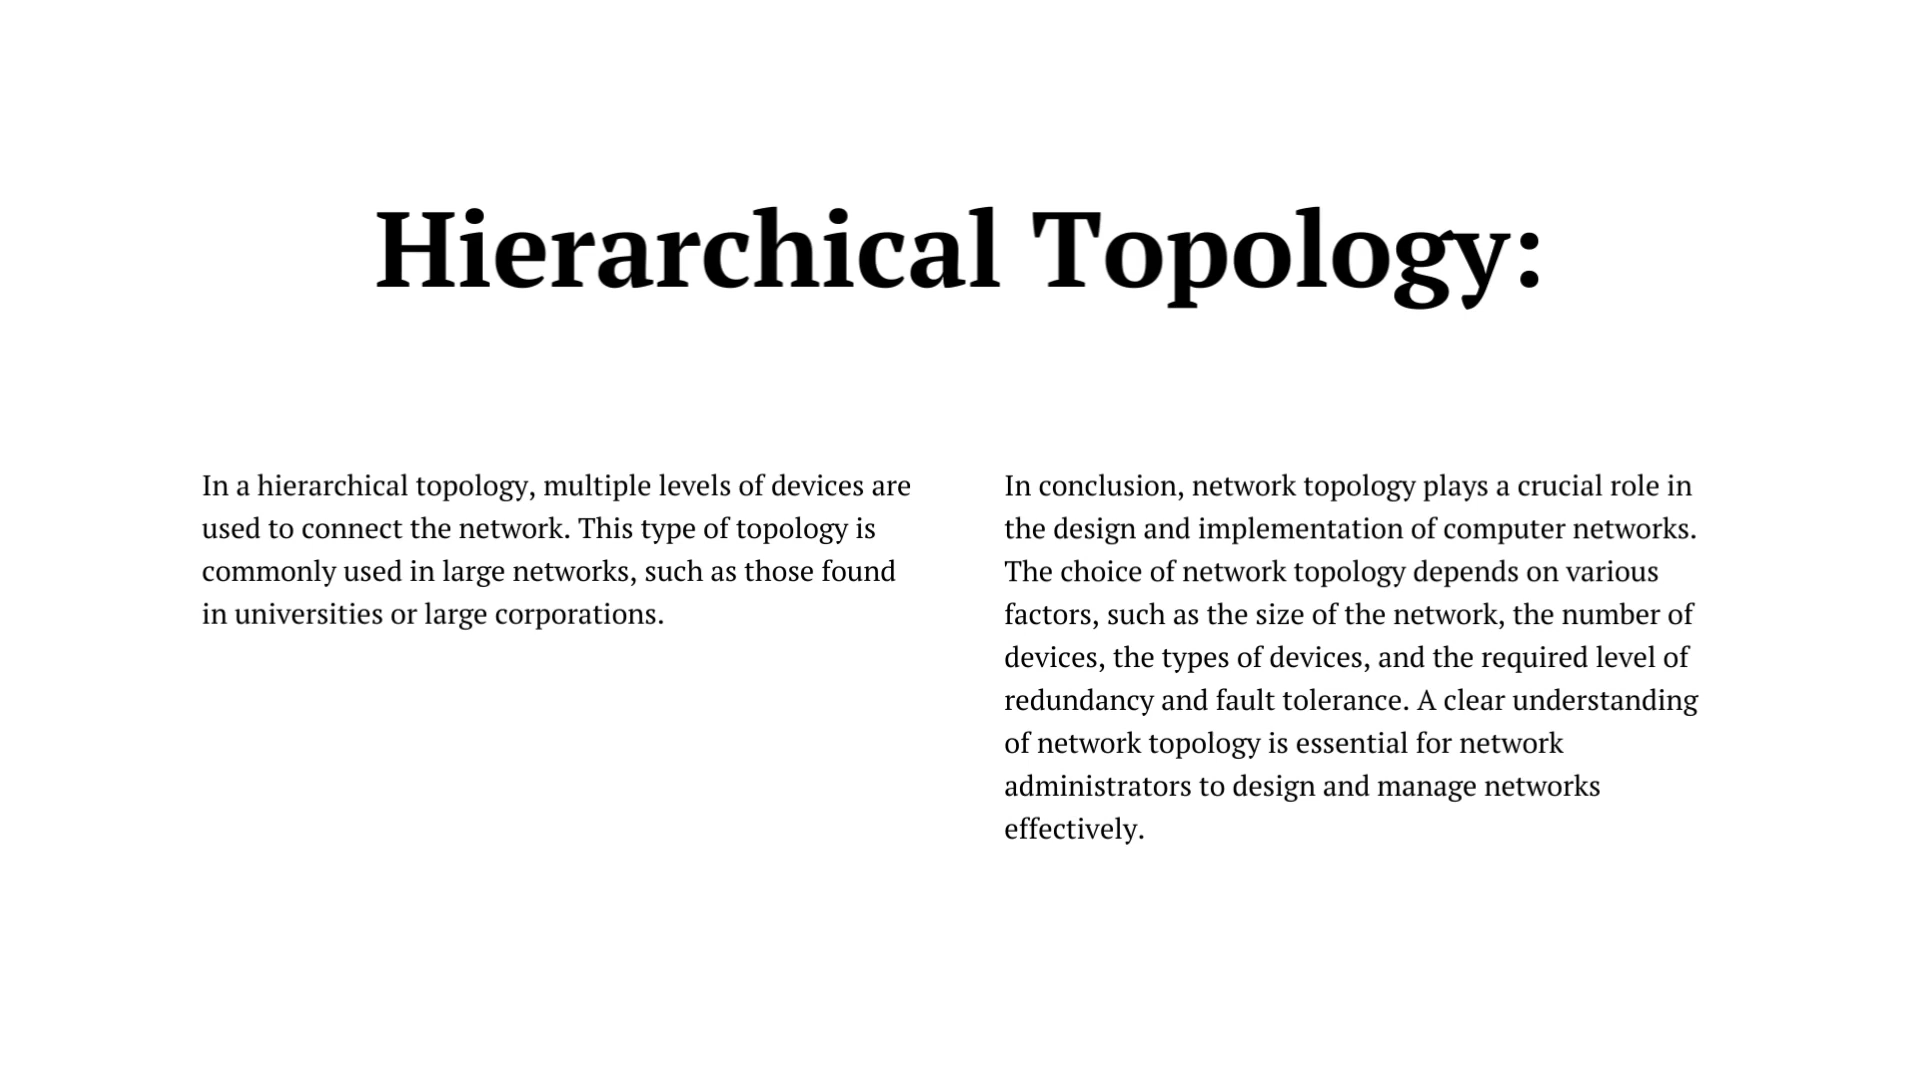 Hierarchical Topology:
In a hierarchical topology, multiple levels of devices are
used to connect the network. This type of topology is
commonly used in large networks, such as those found
in universities or large corporations.
In conclusion, network topology plays a crucial role in
the design and implementation of computer networks.
The choice of network topology depends on various
factors, such as the size of the network, the number of
devices, the types of devices, and the required level of
redundancy and fault tolerance. A clear understanding
of network topology is essential for network
administrators to design and manage networks
effectively.